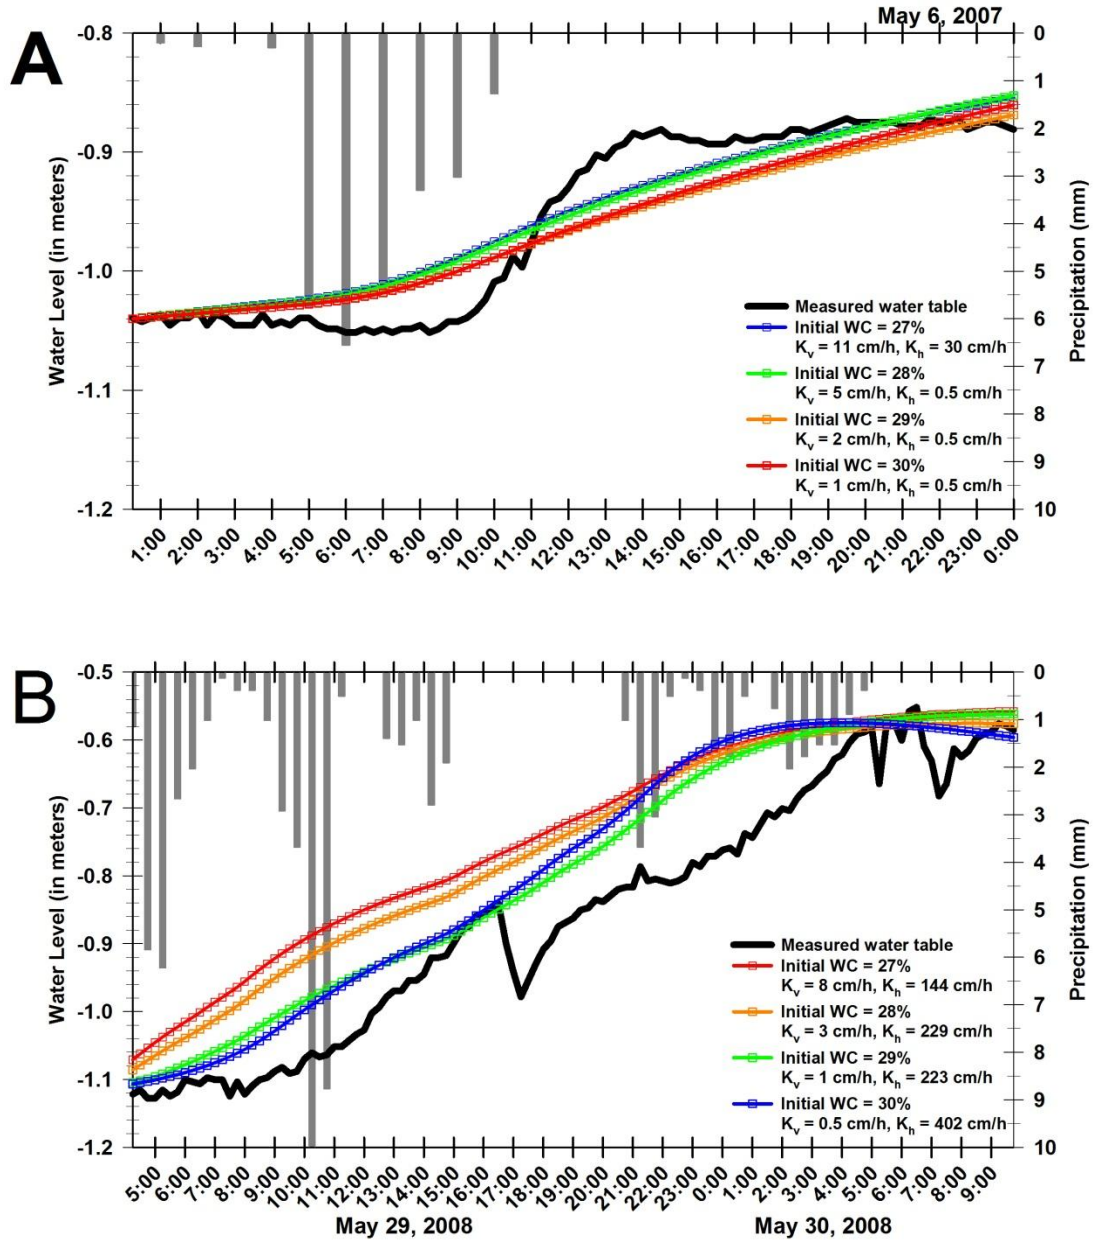 May 6, 2007
A
-0.8
-0.9
-1.0
-1.1
-1.2
Water Level (in meters)
0
1
2
3
4
5
6
7
8
9
10
Precipitation (mm)
Measured water table
Initial WC = 27%
Kv = 11 cm/h, Kh = 30 cm/h
Initial WC = 28%
Kv = 5 cm/h, Kh = 0.5 cm/h
Initial WC = 29%
Kv = 2 cm/h, Kh = 0.5 cm/h
Initial WC = 30%
Kv = 1 cm/h, Kh = 0.5 cm/h
1:00 2:00 3:00 4:00 5:00 6:00 7:00 8:00 9:00 10:00 11:00 12:00 13:00 14:00 15:00 16:00 17:00 18:00 19:00 20:00 21:00 22:00 23:00 0:00
B
-0.5
-0.6
-0.7
-0.8
-0.9
-1.0
-1.1
-1.2
Water Level (in meters)
0
1
2
3
4
5
6
7
8
9
10
Precipitation (mm)
Measured water table
Initial WC = 27%
Kv = 8 cm/h, Kh = 144 cm/h
Initial WC = 28%
Kv = 3 cm/h, Kh = 229 cm/h
Initial WC = 29%
Kv = 1 cm/h, Kh = 223 cm/h
Initial WC = 30%
Kv = 0.5 cm/h, Kh = 402 cm/h
5:00 6:00 7:00 8:00 9:00 10:00 11:00 12:00 13:00 14:00 15:00 16:00 17:00 18:00 19:00 20:00 21:00 22:00 23:00 0:00 1:00 2:00 3:00 4:00 5:00 6:00 7:00 8:00 9:00
May 29, 2008 May 30, 2008